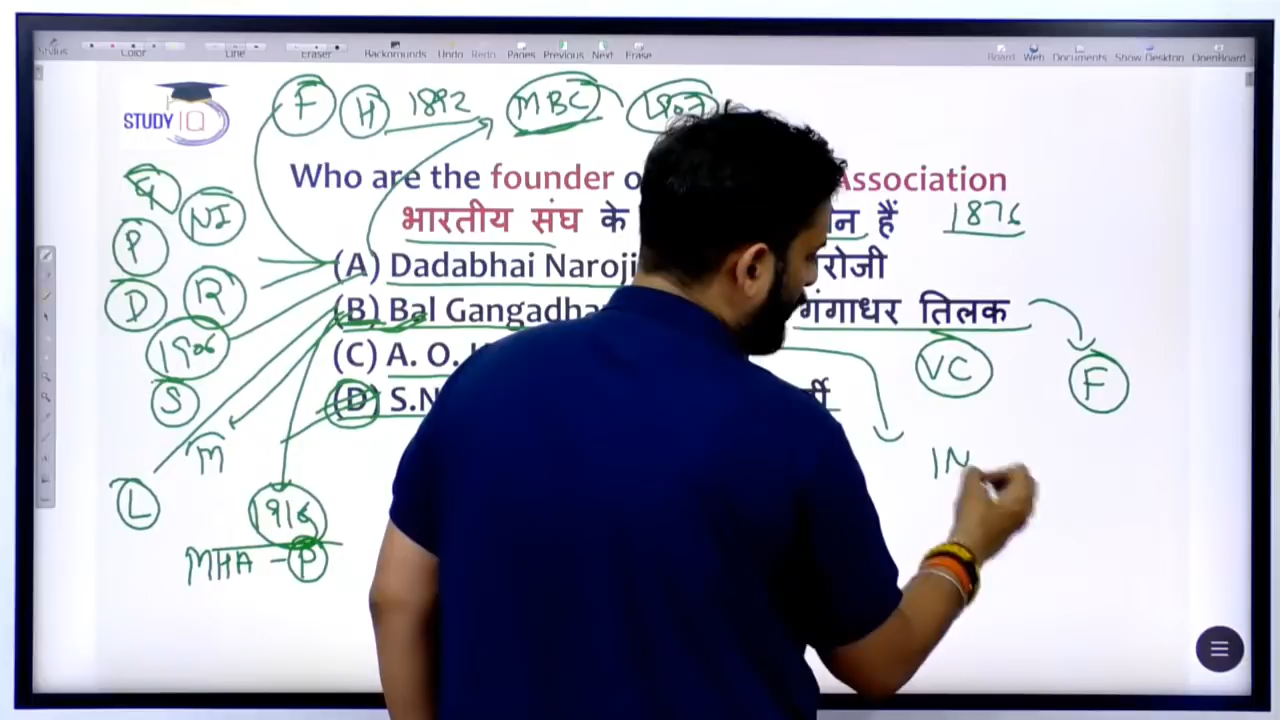 Stylus Color Line Eraser Backgrounds Undo Redo Pages Previous Next Erase Board Web Documents Show Desktop OpenBoard
STUDY IQ
F H 1892 MBC 1907
Who are the founder o Association
भारतीय संघ के न हैं 1876
NI
P
(A) Dadabhai Naroji रोजी
D R
(B) Bal Gangadha गंगाधर तिलक
1906
(C) A. O. VC F
S
(D) S.N
M IN
L
1916
MHA - P